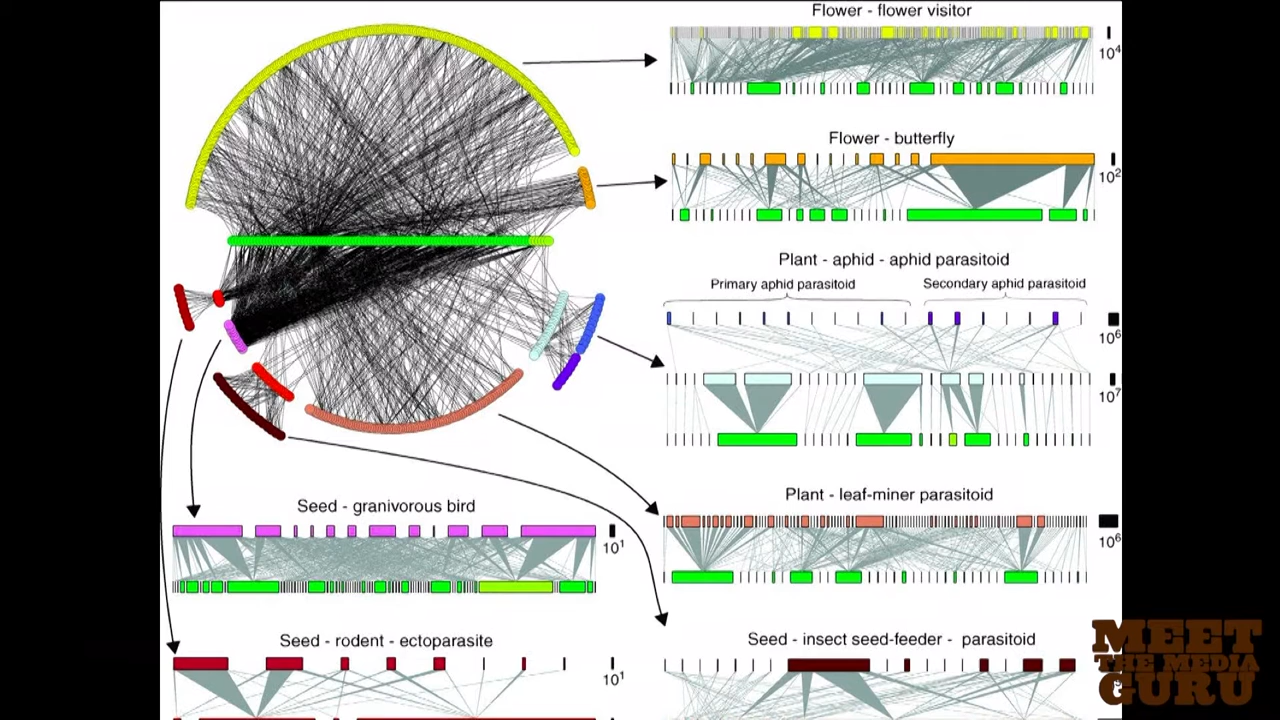 Flower - flower visitor
10⁴
Flower - butterfly
10²
Plant - aphid - aphid parasitoid
Primary aphid parasitoid
Secondary aphid parasitoid
10⁶
10⁷
Plant - leaf-miner parasitoid
10⁶
Seed - granivorous bird
10¹
Seed - rodent - ectoparasite
10¹
Seed - insect seed-feeder - parasitoid
MEET
THE MEDIA
GURU